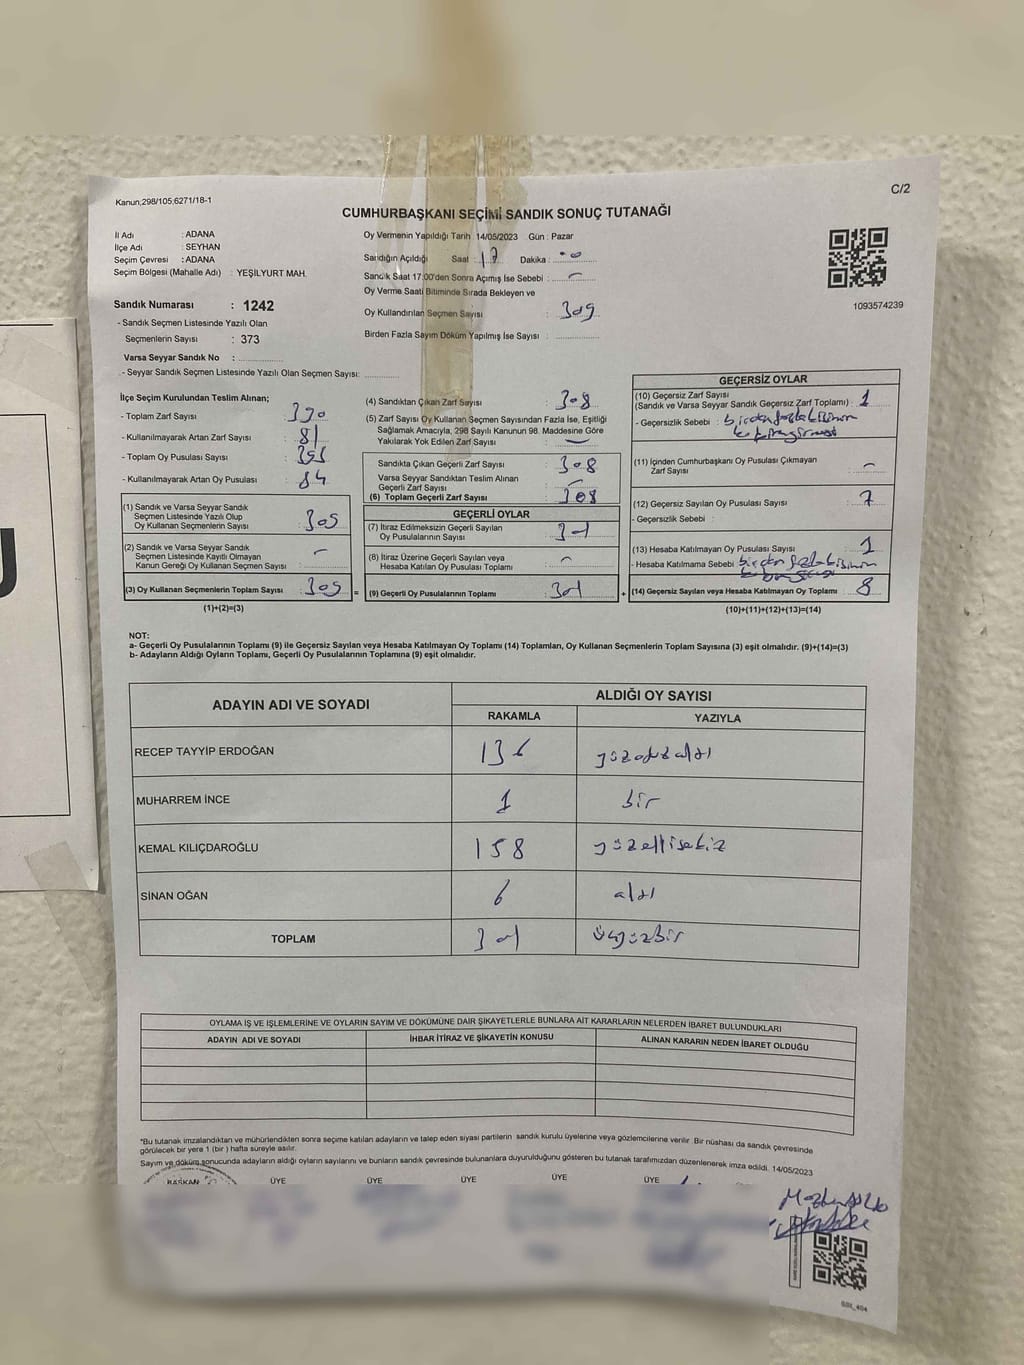 C/2
Kanun;298/105;6271/18-1
CUMHURBAŞKANI SEÇİMİ SANDIK SONUÇ TUTANAĞI
İl Adı : ADANA
İlçe Adı : SEYHAN
Seçim Çevresi : ADANA
Seçim Bölgesi (Mahalle Adı) : YEŞİLYURT MAH.
Sandık Numarası : 1242
- Sandık Seçmen Listesinde Yazılı Olan
Seçmenlerin Sayısı : 373
Varsa Seyyar Sandık No :
- Seyyar Sandık Seçmen Listesinde Yazılı Olan Seçmen Sayısı:
Oy Vermenin Yapıldığı Tarih : 14/05/2023 Gün : Pazar
Sandığın Açıldığı Saat : 17 Dakika : 00
Sandık Saat 17:00'den Sonra Açımış İse Sebebi : -
Oy Verme Saati Bitiminde Sırada Bekleyen ve
Oy Kullandırılan Seçmen Sayısı : 309
Birden Fazla Sayım Döküm Yapılmış İse Sayısı :
1093574239
İlçe Seçim Kurulundan Teslim Alınan;
- Toplam Zarf Sayısı : 390
- Kullanılmayarak Artan Zarf Sayısı : 81
- Toplam Oy Pusulası Sayısı : 393
- Kullanılmayarak Artan Oy Pusulası : 84
(1) Sandık ve Varsa Seyyar Sandık
Seçmen Listesinde Yazılı Olup
Oy Kullanan Seçmenlerin Sayısı : 309
(2) Sandık ve Varsa Seyyar Sandık
Seçmen Listesinde Kayıtlı Olmayan
Kanun Gereği Oy Kullanan Seçmen Sayısı : -
(3) Oy Kullanan Seçmenlerin Toplam Sayısı : 309
(1)+(2)=(3)
(4) Sandıktan Çıkan Zarf Sayısı : 308
(5) Zarf Sayısı Oy Kullanan Seçmen Sayısından Fazla İse, Eşitliği
Sağlamak Amacıyla, 298 Sayılı Kanunun 98. Maddesine Göre
Yakılarak Yok Edilen Zarf Sayısı : -
Sandıkta Çıkan Geçerli Zarf Sayısı : 308
Varsa Seyyar Sandıktan Teslim Alınan
Geçerli Zarf Sayısı : -
(6) Toplam Geçerli Zarf Sayısı : 308
GEÇERLİ OYLAR
(7) İtiraz Edilmeksizin Geçerli Sayılan
Oy Pusulalarının Sayısı : 301
(8) İtiraz Üzerine Geçerli Sayılan veya
Hesaba Katılan Oy Pusulası Toplamı : -
= (9) Geçerli Oy Pusulalarının Toplamı : 301 +
GEÇERSİZ OYLAR
(10) Geçersiz Zarf Sayısı
(Sandık ve Varsa Seyyar Sandık Geçersiz Zarf Toplamı) : 1
- Geçersizlik Sebebi : birden fazla kişinin
(11) İçinden Cumhurbaşkanı Oy Pusulası Çıkmayan
Zarf Sayısı : -
(12) Geçersiz Sayılan Oy Pusulası Sayısı : 7
- Geçersizlik Sebebi :
(13) Hesaba Katılmayan Oy Pusulası Sayısı : 1
- Hesaba Katılmama Sebebi : birden fazla kişinin
(14) Geçersiz Sayılan veya Hesaba Katılmayan Oy Toplamı : 8
(10)+(11)+(12)+(13)=(14)
NOT:
a- Geçerli Oy Pusulalarının Toplamı (9) ile Geçersiz Sayılan veya Hesaba Katılmayan Oy Toplamı (14) Toplamları, Oy Kullanan Seçmenlerin Toplam Sayısına (3) eşit olmalıdır. (9)+(14)=(3)
b- Adayların Aldığı Oyların Toplamı, Geçerli Oy Pusulalarının Toplamına (9) eşit olmalıdır.
ADAYIN ADI VE SOYADI ALDIĞI OY SAYISI
RAKAMLA YAZIYLA
RECEP TAYYİP ERDOĞAN 136 yüzotuzaltı
MUHARREM İNCE 1 bir
KEMAL KILIÇDAROĞLU 158 yüzellisekiz
SİNAN OĞAN 6 altı
TOPLAM 301 üçyüzbir
OYLAMA İŞ VE İŞLEMLERİNE VE OYLARIN SAYIM VE DÖKÜMÜNE DAİR ŞİKAYETLERLE BUNLARA AİT KARARLARIN NELERDEN İBARET BULUNDUKLARI
ADAYIN ADI VE SOYADI İHBAR İTİRAZ VE ŞİKAYETİN KONUSU ALINAN KARARIN NEDEN İBARET OLDUĞU
*Bu tutanak imzalandıktan ve mühürlendikten sonra seçime katılan adayların ve talep eden siyasi partilerin sandık kurulu üyelerine veya gözlemcilerine verilir. Bir nüshası da sandık çevresinde
görülecek bir yere 1 (bir) hafta süreyle asılır.
Sayım ve döküm sonucunda adayların aldığı oyların sayılarını ve bunların sandık çevresinde bulunanlara duyurulduğunu gösteren bu tutanak tarafımızdan düzenlenerek imza edildi. 14/05/2023
BAŞKAN ÜYE ÜYE ÜYE ÜYE ÜYE